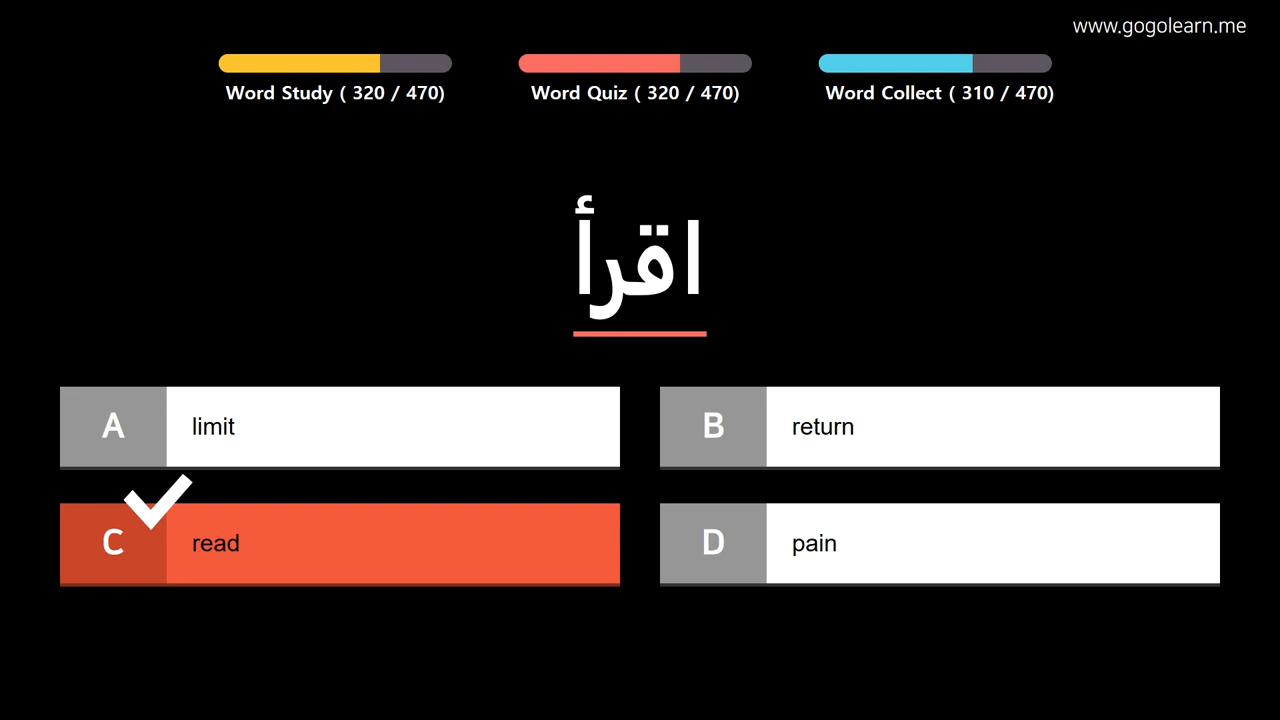 www.gogolearn.me
Word Study ( 320 / 470)
Word Quiz ( 320 / 470)
Word Collect ( 310 / 470)
اقرأ
A limit
B return
C read
D pain